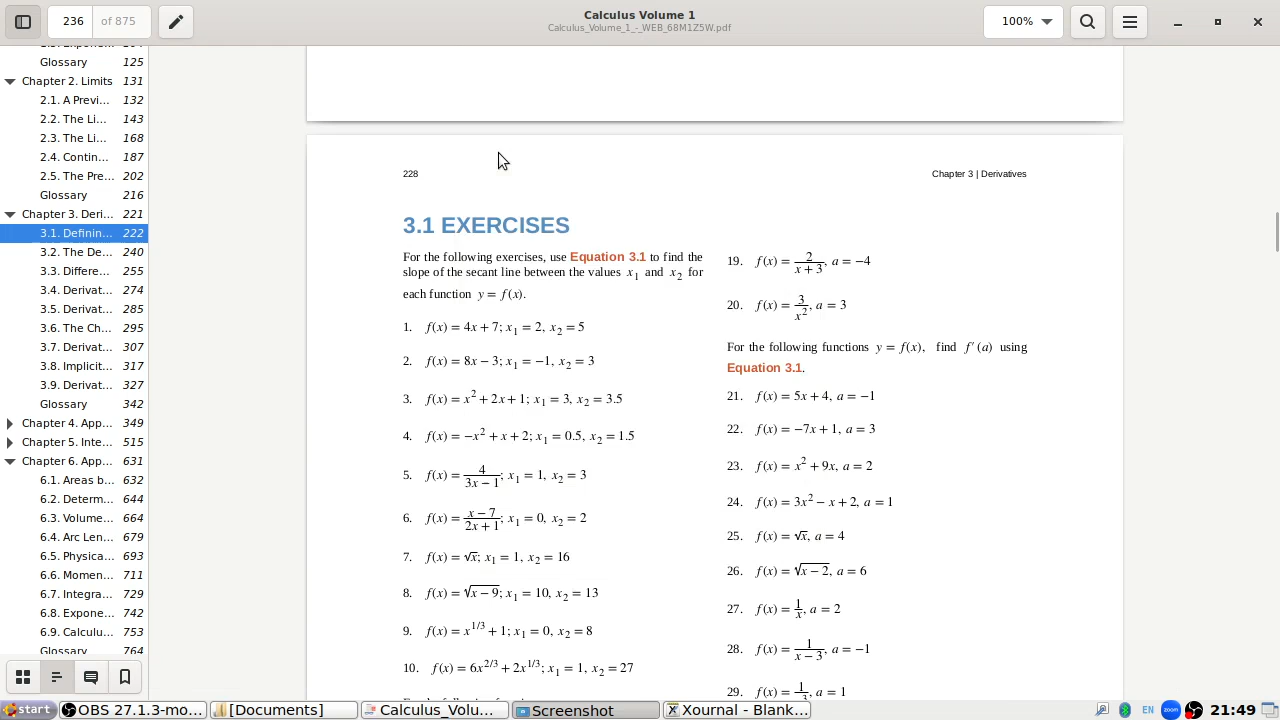 236 of 875
Calculus Volume 1
Calculus_Volume_1_-_WEB_68M1Z5W.pdf
100%
Glossary 125
Chapter 2. Limits 131
2.1. A Previ... 132
2.2. The Li... 143
2.3. The Li... 168
2.4. Contin... 187
2.5. The Pre... 202
Glossary 216
Chapter 3. Deri... 221
3.1. Definin... 222
3.2. The De... 240
3.3. Differe... 255
3.4. Derivat... 274
3.5. Derivat... 285
3.6. The Ch... 295
3.7. Derivat... 307
3.8. Implicit... 317
3.9. Derivat... 327
Glossary 342
Chapter 4. App... 349
Chapter 5. Inte... 515
Chapter 6. App... 631
6.1. Areas b... 632
6.2. Determ... 644
6.3. Volume... 664
6.4. Arc Len... 679
6.5. Physica... 693
6.6. Momen... 711
6.7. Integra... 729
6.8. Expone... 742
6.9. Calculu... 753
Glossary 764
228 Chapter 3 | Derivatives
3.1 EXERCISES
For the following exercises, use Equation 3.1 to find the
slope of the secant line between the values x₁ and x₂ for
each function y = f(x).
1. f(x) = 4x + 7; x₁ = 2, x₂ = 5
2. f(x) = 8x − 3; x₁ = −1, x₂ = 3
3. f(x) = x² + 2x + 1; x₁ = 3, x₂ = 3.5
4. f(x) = −x² + x + 2; x₁ = 0.5, x₂ = 1.5
5. f(x) = 4/(3x − 1); x₁ = 1, x₂ = 3
6. f(x) = (x − 7)/(2x + 1); x₁ = 0, x₂ = 2
7. f(x) = √x; x₁ = 1, x₂ = 16
8. f(x) = √(x − 9); x₁ = 10, x₂ = 13
9. f(x) = x^(1/3) + 1; x₁ = 0, x₂ = 8
10. f(x) = 6x^(2/3) + 2x^(1/3); x₁ = 1, x₂ = 27
19. f(x) = 2/(x + 3), a = −4
20. f(x) = 3/x², a = 3
For the following functions y = f(x), find f′(a) using
Equation 3.1.
21. f(x) = 5x + 4, a = −1
22. f(x) = −7x + 1, a = 3
23. f(x) = x² + 9x, a = 2
24. f(x) = 3x² − x + 2, a = 1
25. f(x) = √x, a = 4
26. f(x) = √(x − 2), a = 6
27. f(x) = 1/x, a = 2
28. f(x) = 1/(x − 3), a = −1
29. f(x) = 1/, a = 1
start OBS 27.1.3-mo... [Documents] Calculus_Volu... Screenshot Xournal - Blank... EN zoom 21:49